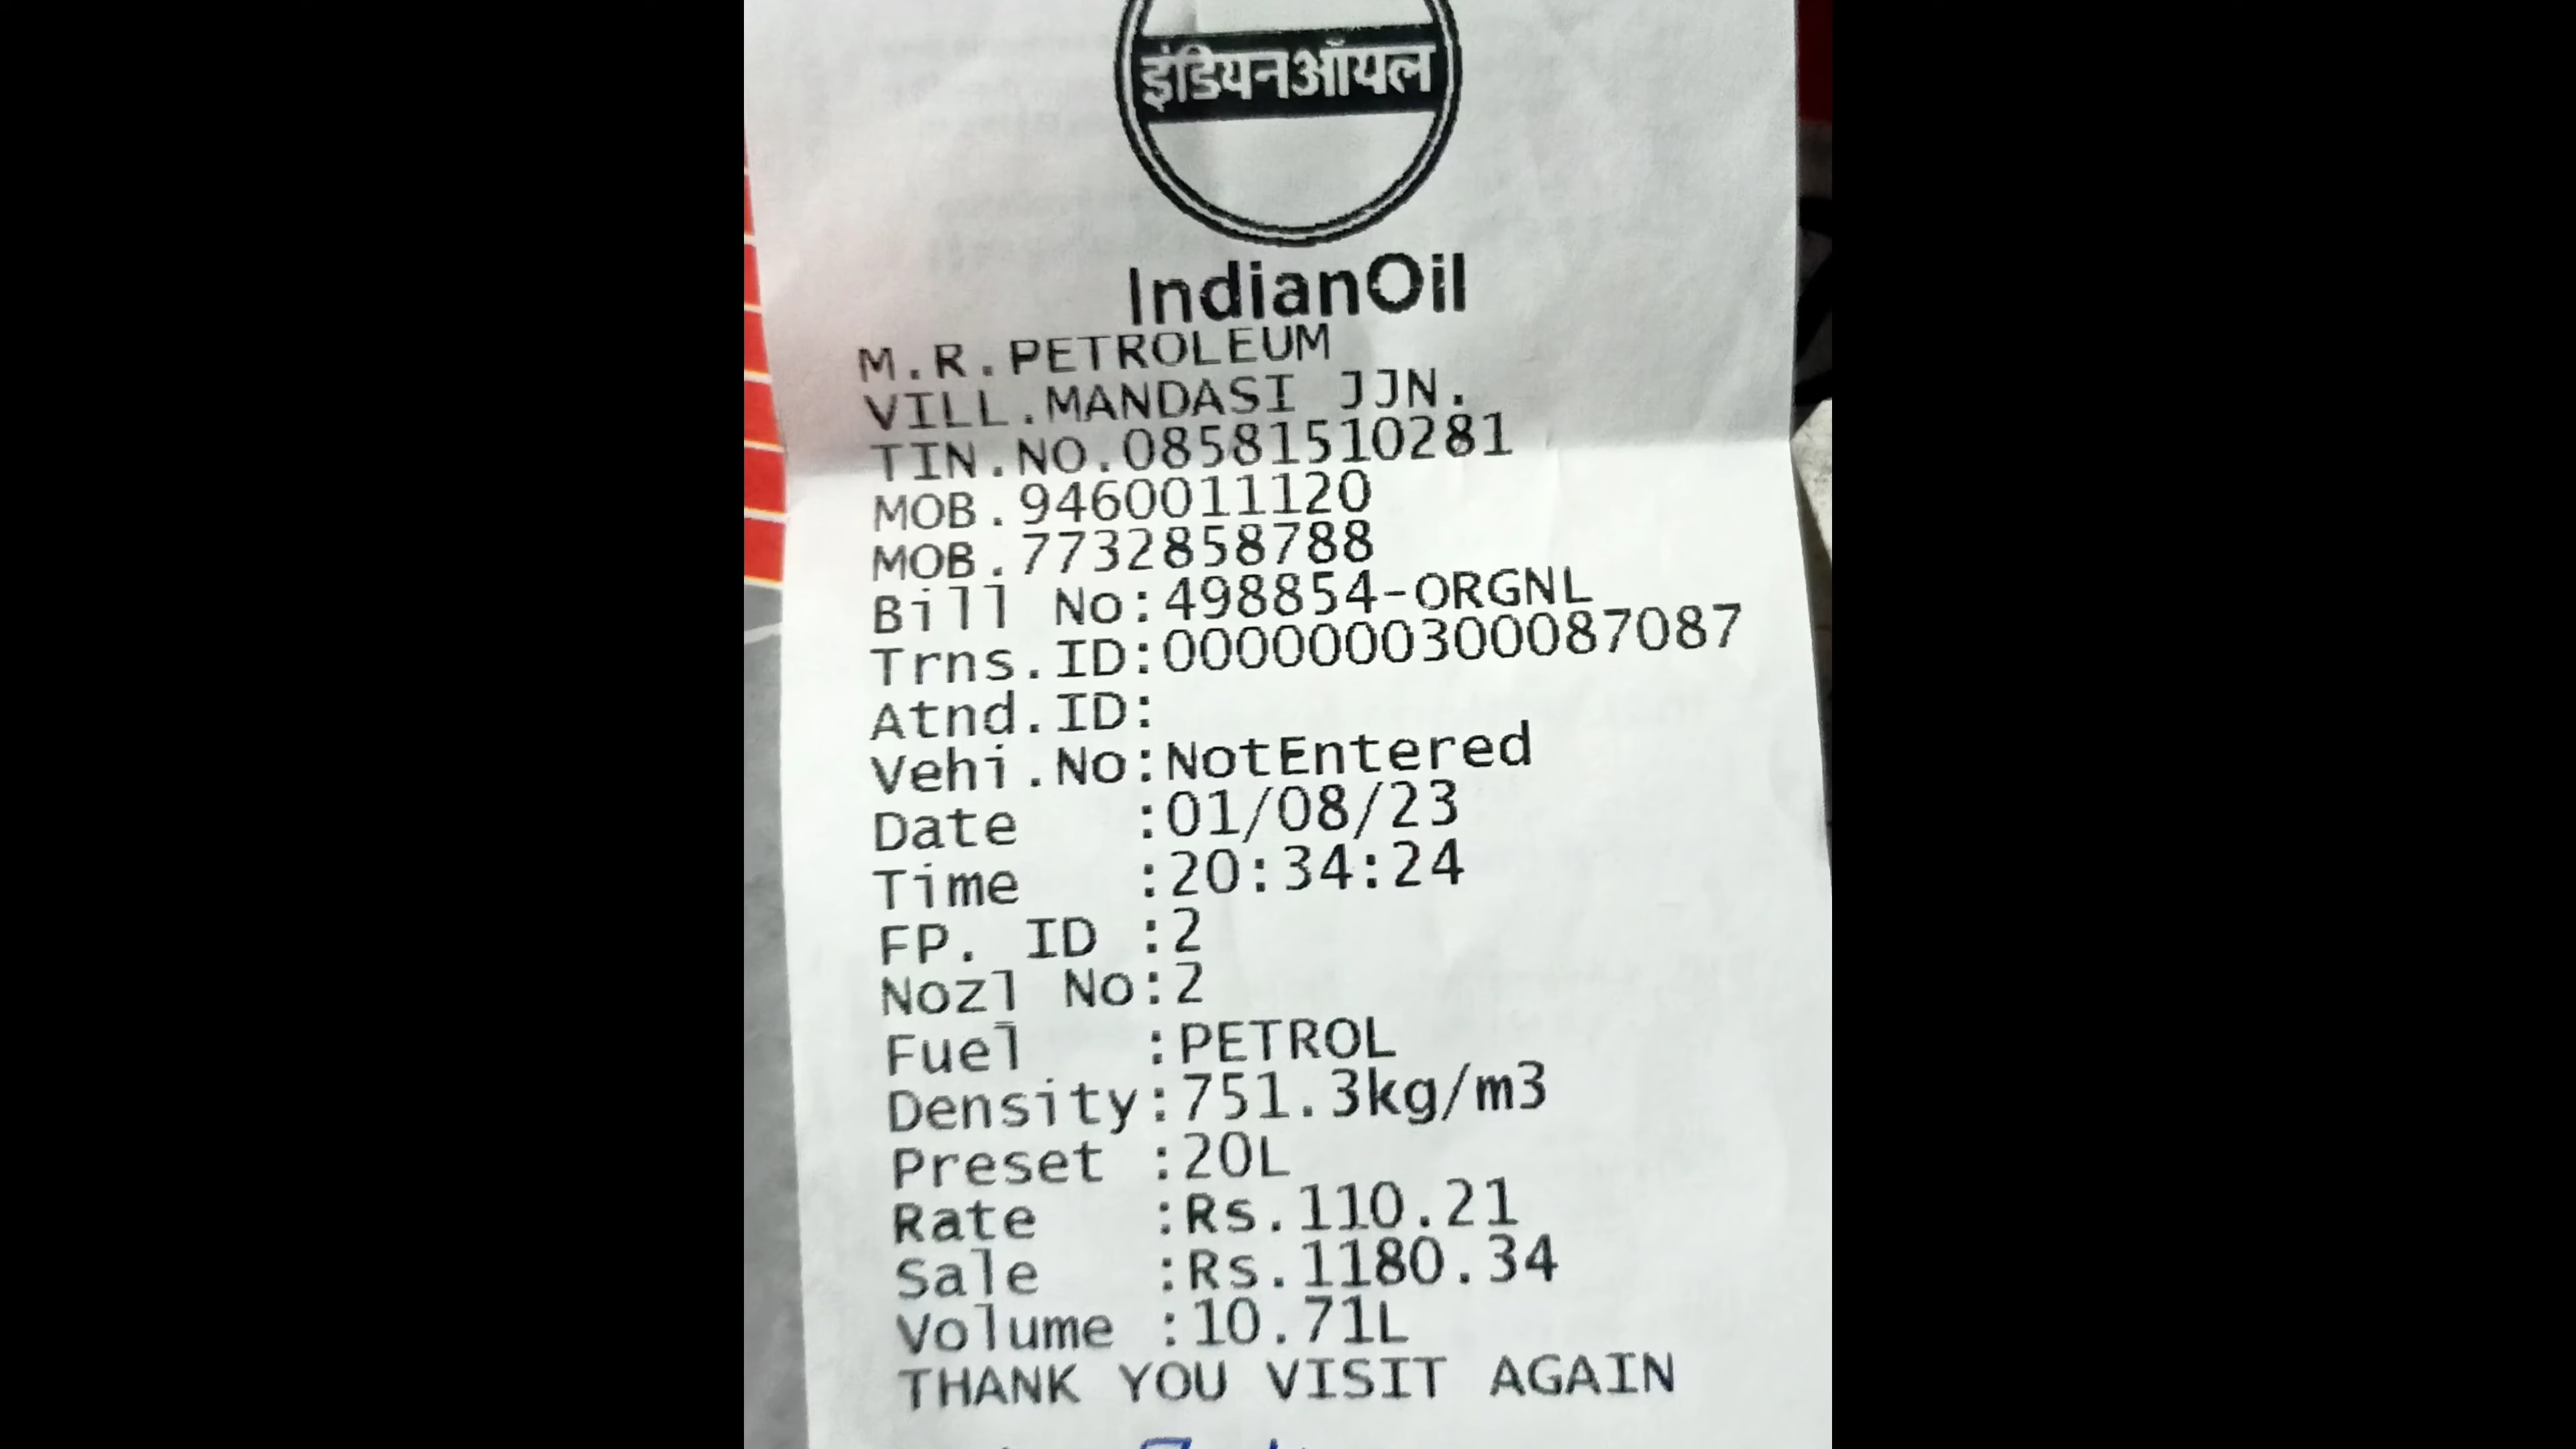 इंडियनऑयल
IndianOil
M.R.PETROLEUM
VILL.MANDASI JJN.
TIN.NO.08581510281
MOB.9460011120
MOB.7732858788
Bill No:498854-ORGNL
Trns.ID:0000000300087087
Atnd.ID:
Vehi.No:NotEntered
Date :01/08/23
Time :20:34:24
FP. ID :2
Nozl No:2
Fuel :PETROL
Density:751.3kg/m3
Preset :20L
Rate :Rs.110.21
Sale :Rs.1180.34
Volume :10.71L
THANK YOU VISIT AGAIN